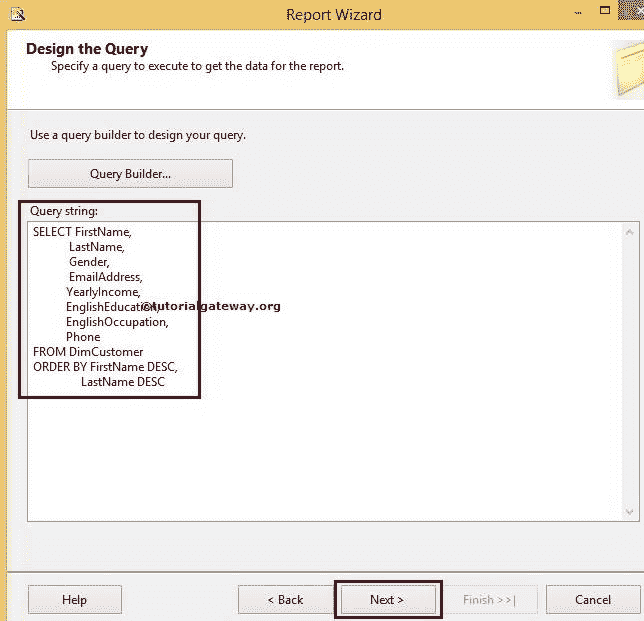 Report Wizard
Design the Query
Specify a query to execute to get the data for the report.
Use a query builder to design your query.
Query Builder...
Query string:
SELECT FirstName,
LastName,
Gender,
EmailAddress,
YearlyIncome,
EnglishEducation,
©tutorialgateway.org
EnglishOccupation,
Phone
FROM DimCustomer
ORDER BY FirstName DESC,
LastName DESC
Help
< Back
Next >
Finish >>|
Cancel